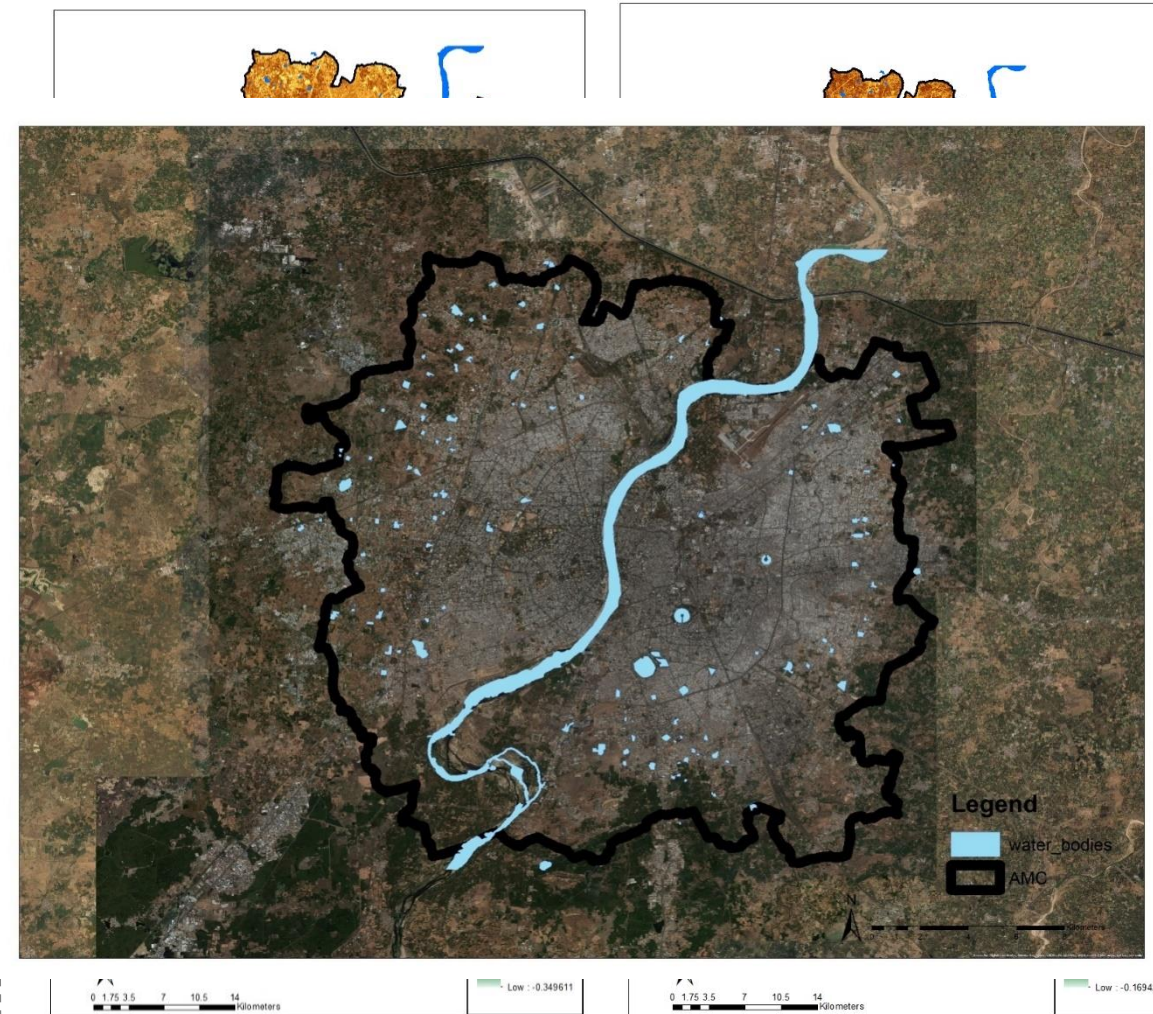 Legend
water_bodies
AMC
N
Kilometers
Low : -0.349611
Low : -0.1694
0 1.75 3.5 7 10.5 14
Kilometers
0 1.75 3.5 7 10.5 14
Kilometers